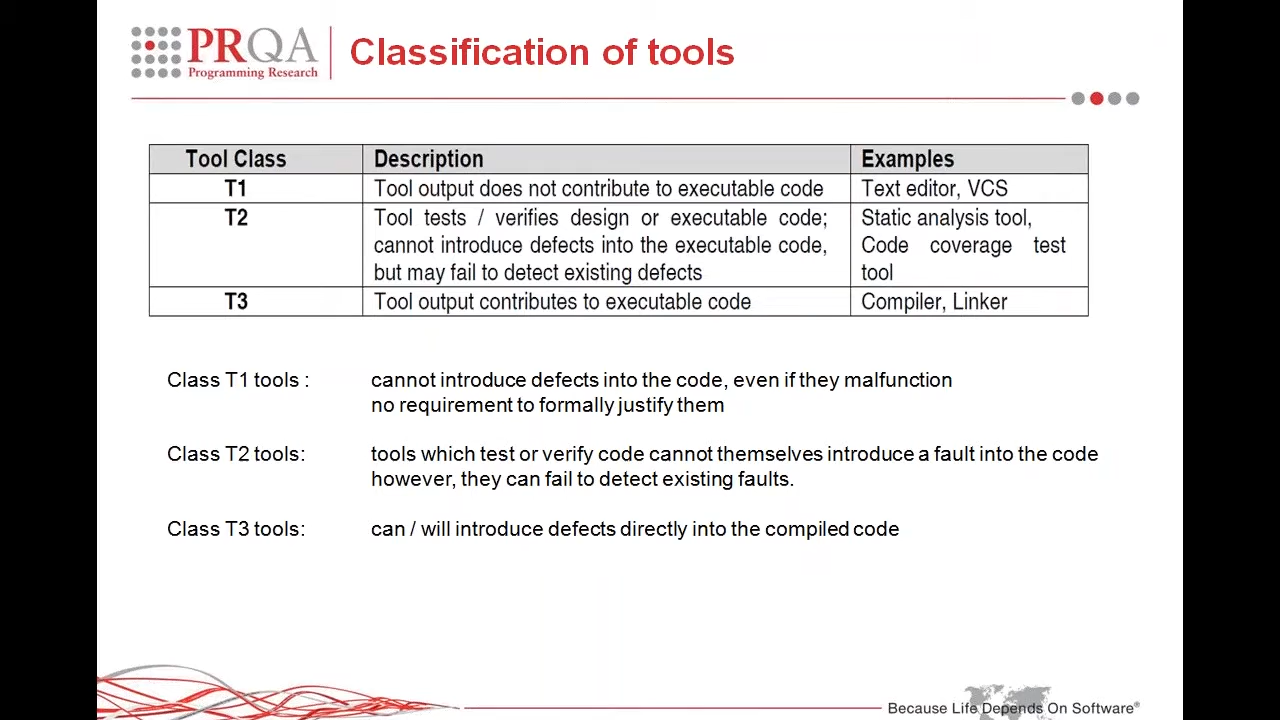 PRQA
Programming Research
Classification of tools
Tool Class Description Examples
T1 Tool output does not contribute to executable code Text editor, VCS
T2 Tool tests / verifies design or executable code; Static analysis tool,
cannot introduce defects into the executable code, Code coverage test
but may fail to detect existing defects tool
T3 Tool output contributes to executable code Compiler, Linker
Class T1 tools : cannot introduce defects into the code, even if they malfunction
no requirement to formally justify them
Class T2 tools: tools which test or verify code cannot themselves introduce a fault into the code
however, they can fail to detect existing faults.
Class T3 tools: can / will introduce defects directly into the compiled code
Because Life Depends On Software®